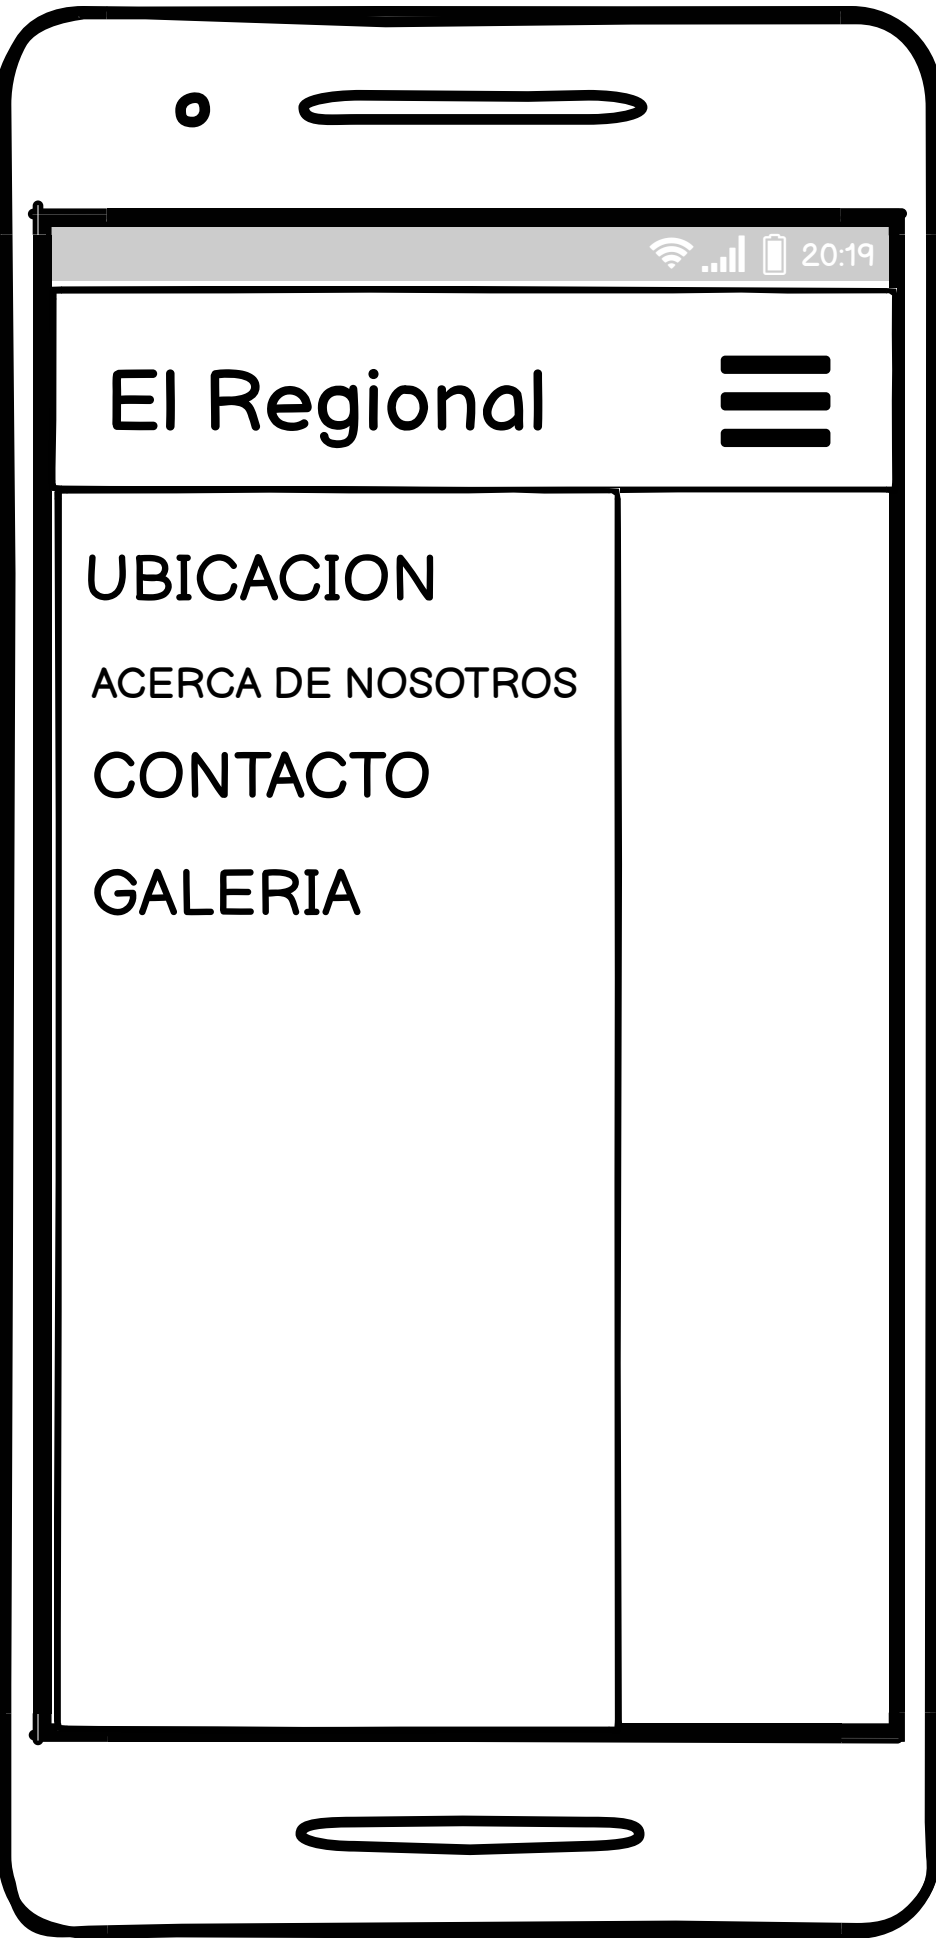 20:19
El Regional
UBICACION
ACERCA DE NOSOTROS
CONTACTO
GALERIA